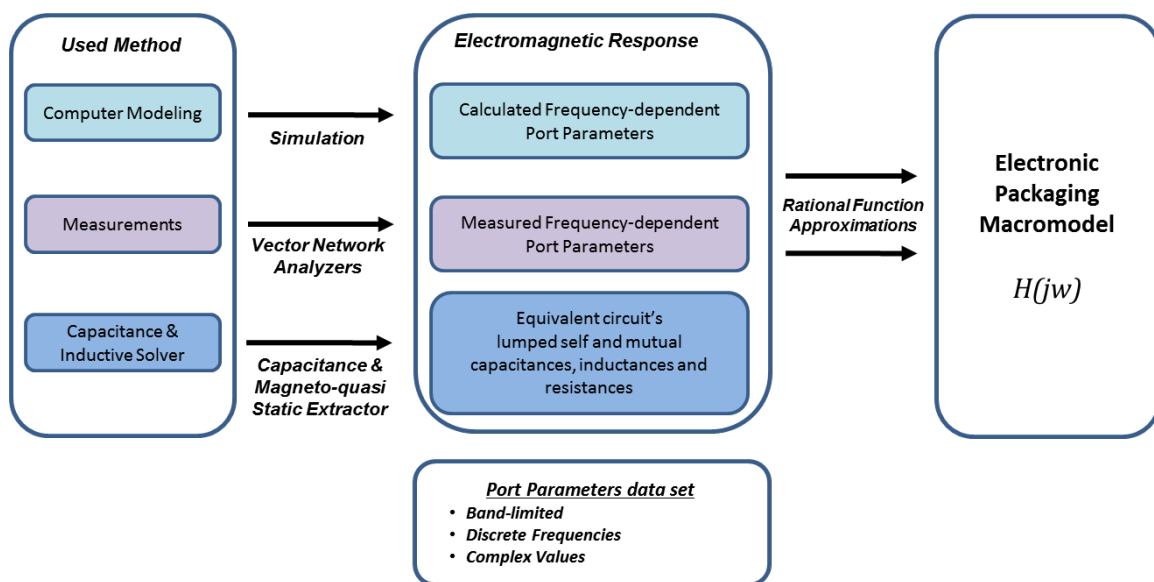 Used Method
Computer Modeling
Measurements
Capacitance &
Inductive Solver
Simulation
Vector Network
Analyzers
Capacitance &
Magneto-quasi
Static Extractor
Electromagnetic Response
Calculated Frequency-dependent
Port Parameters
Measured Frequency-dependent
Port Parameters
Equivalent circuit's
lumped self and mutual
capacitances, inductances and
resistances
Rational Function
Approximations
Electronic
Packaging
Macromodel
H(jw)
Port Parameters data set
• Band-limited
• Discrete Frequencies
• Complex Values